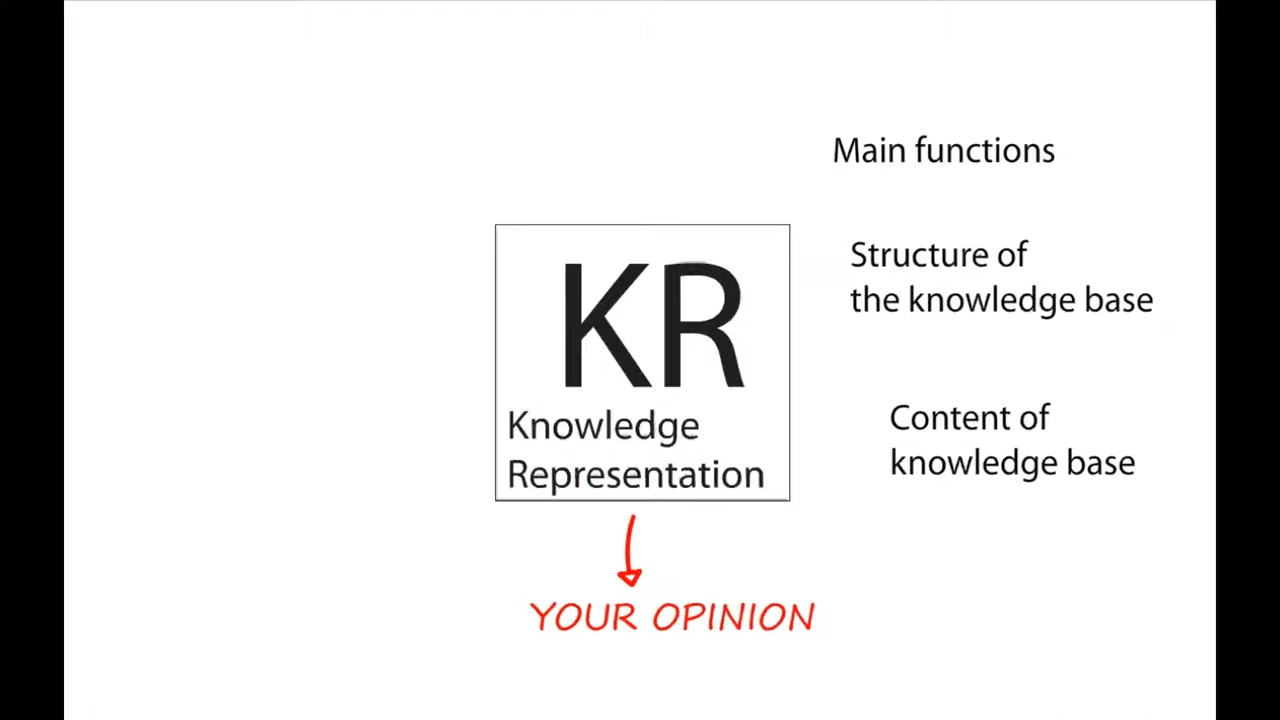 Main functions
Structure of
the knowledge base
KR
Knowledge
Representation
Content of
knowledge base
YOUR OPINION